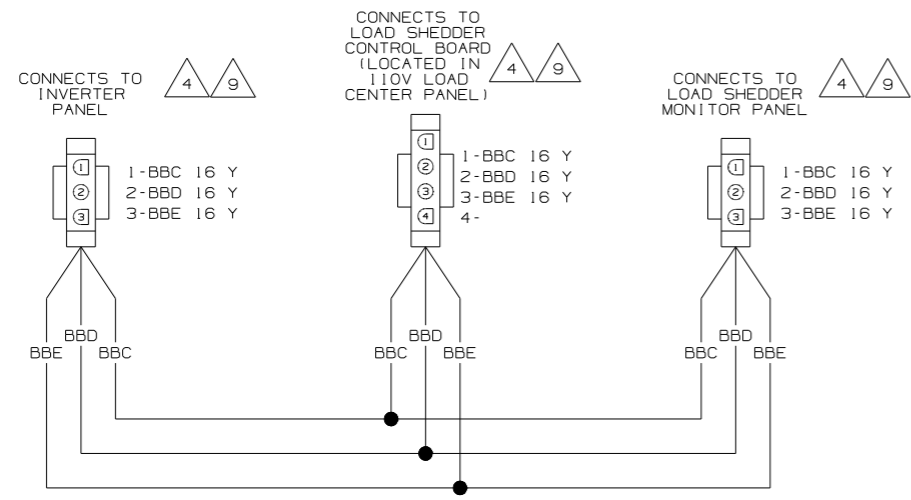 CONNECTS TO
INVERTER
PANEL
4 9
1
2
3
1-BBC 16 Y
2-BBD 16 Y
3-BBE 16 Y
BBE BBD BBC
CONNECTS TO
LOAD SHEDDER
CONTROL BOARD
(LOCATED IN
110V LOAD
CENTER PANEL)
4 9
1
2
3
4
1-BBC 16 Y
2-BBD 16 Y
3-BBE 16 Y
4-
BBC BBD BBE
CONNECTS TO
LOAD SHEDDER
MONITOR PANEL
4 9
1
2
3
1-BBC 16 Y
2-BBD 16 Y
3-BBE 16 Y
BBC BBD BBE